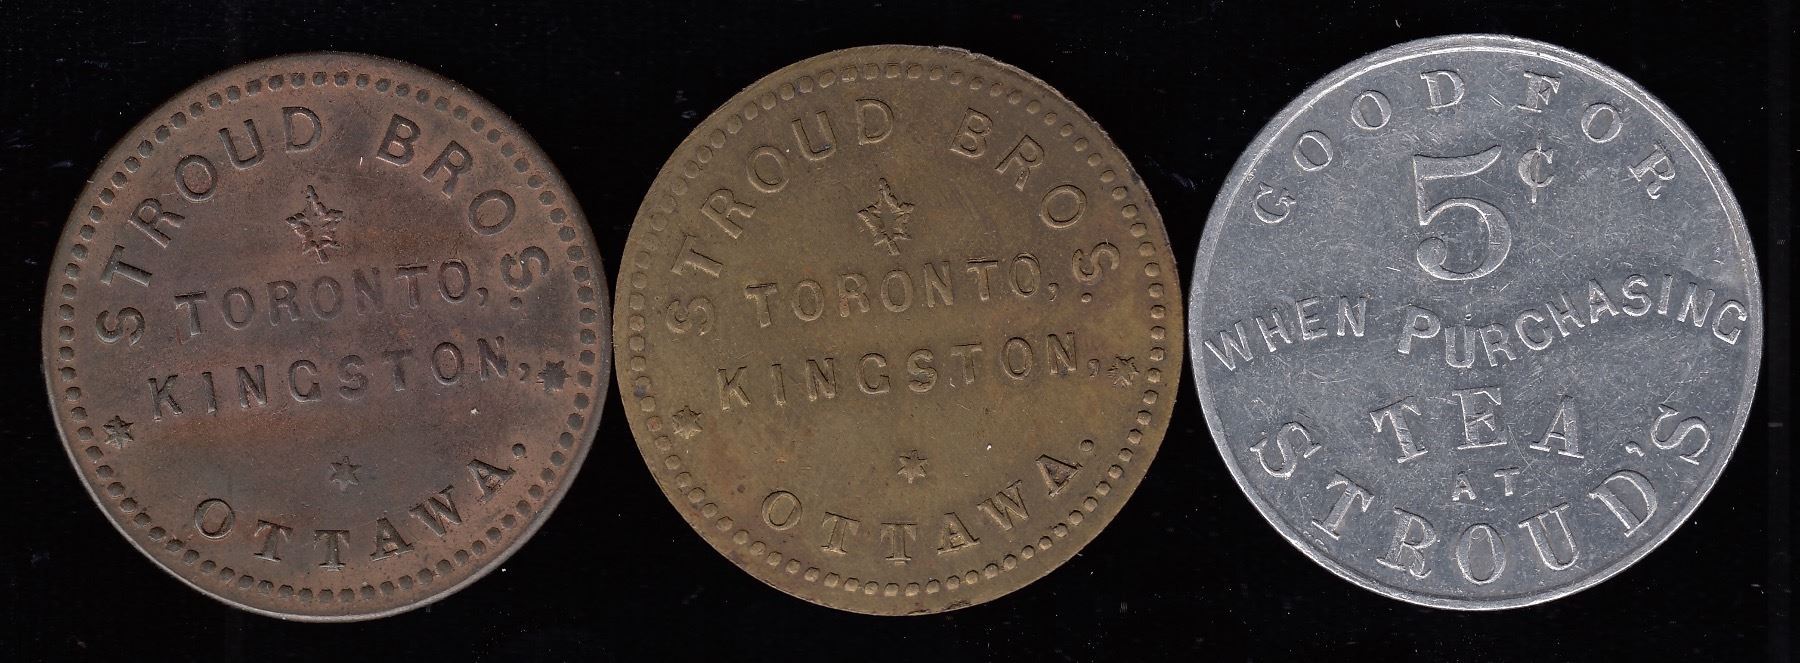 STROUD BROS.
TORONTO,
KINGSTON,
OTTAWA.
STROUD BROS.
TORONTO,
KINGSTON,
OTTAWA.
GOOD FOR
5¢
WHEN PURCHASING
TEA
AT
STROUD'S